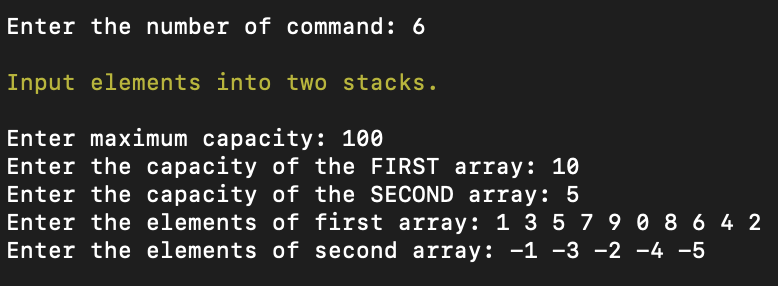 Enter the number of command: 6
Input elements into two stacks.
Enter maximum capacity: 100
Enter the capacity of the FIRST array: 10
Enter the capacity of the SECOND array: 5
Enter the elements of first array: 1 3 5 7 9 0 8 6 4 2
Enter the elements of second array: -1 -3 -2 -4 -5